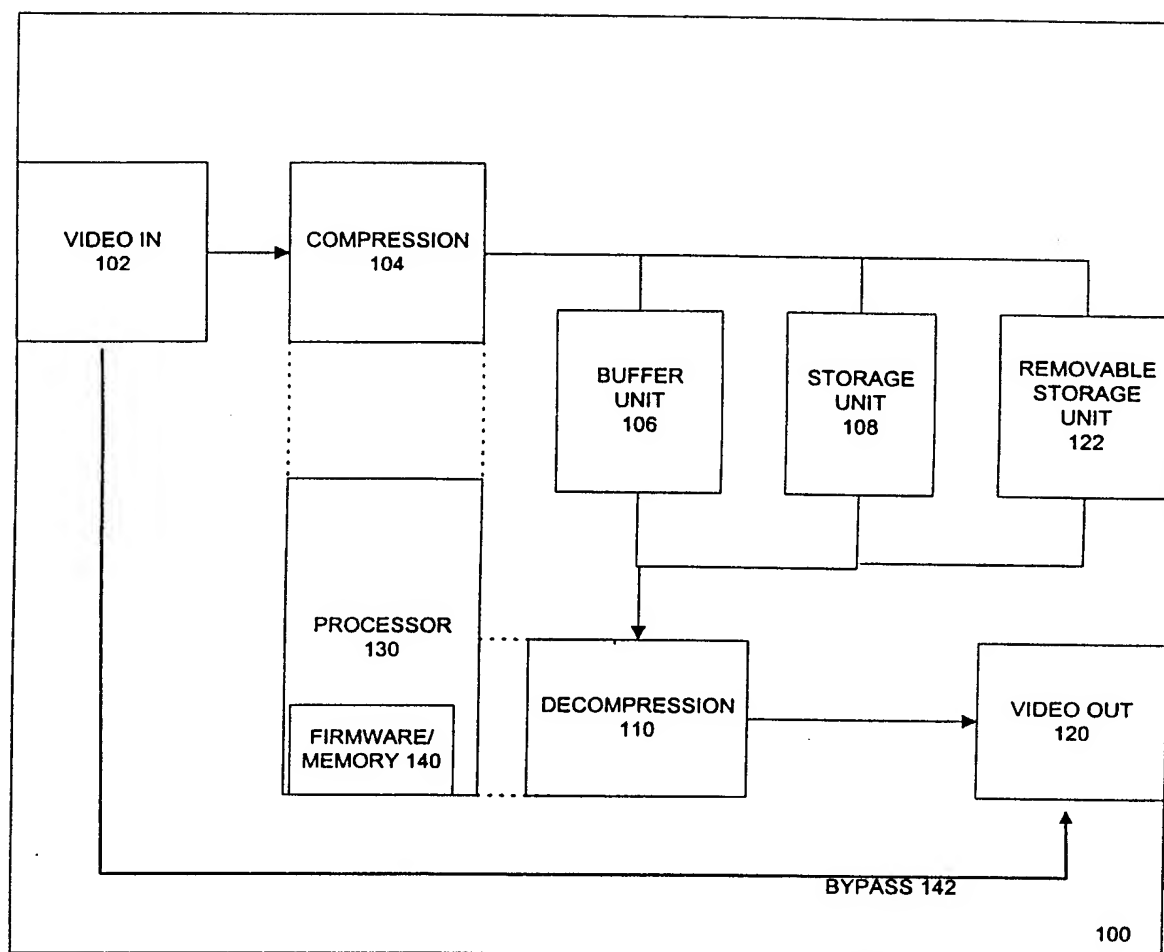 VIDEO IN
102
COMPRESSION
104
BUFFER
UNIT
106
STORAGE
UNIT
108
REMOVABLE
STORAGE
UNIT
122
PROCESSOR
130
FIRMWARE/
MEMORY 140
DECOMPRESSION
110
VIDEO OUT
120
BYPASS 142
100